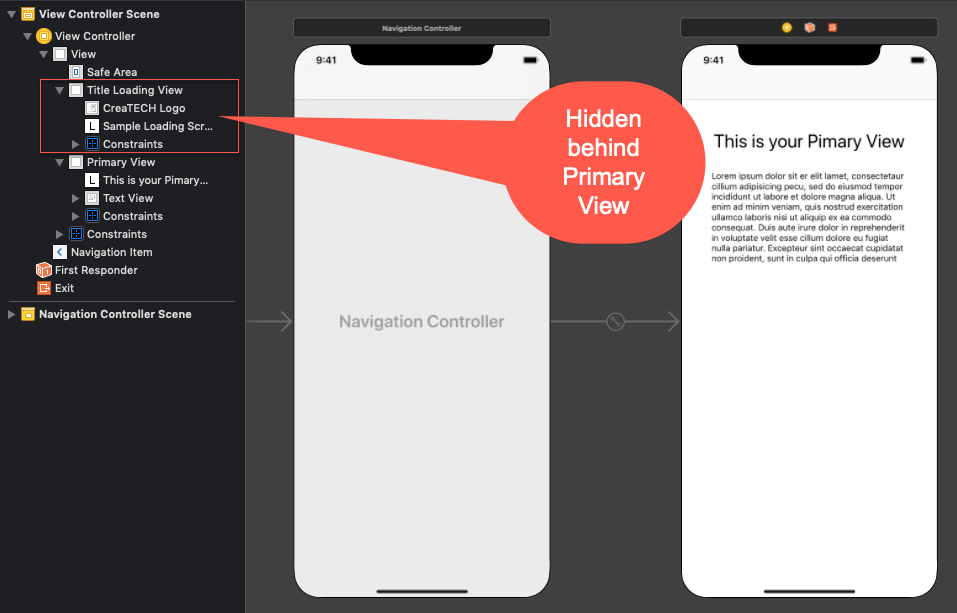 View Controller Scene
View Controller
View
Safe Area
Title Loading View
CreaTECH Logo
L Sample Loading Scr...
Constraints
Primary View
L This is your Pimary...
Text View
Constraints
Constraints
Navigation Item
First Responder
Exit
Navigation Controller Scene
Navigation Controller
9:41
Navigation Controller
Hidden
behind
Primary
View
9:41
This is your Pimary View
Lorem ipsum dolor sit er elit lamet, consectetaur
cillium adipisicing pecu, sed do eiusmod tempor
incididunt ut labore et dolore magna aliqua. Ut
enim ad minim veniam, quis nostrud exercitation
ullamco laboris nisi ut aliquip ex ea commodo
consequat. Duis aute irure dolor in reprehenderit
in voluptate velit esse cillum dolore eu fugiat
nulla pariatur. Excepteur sint occaecat cupidatat
non proident, sunt in culpa qui officia deserunt